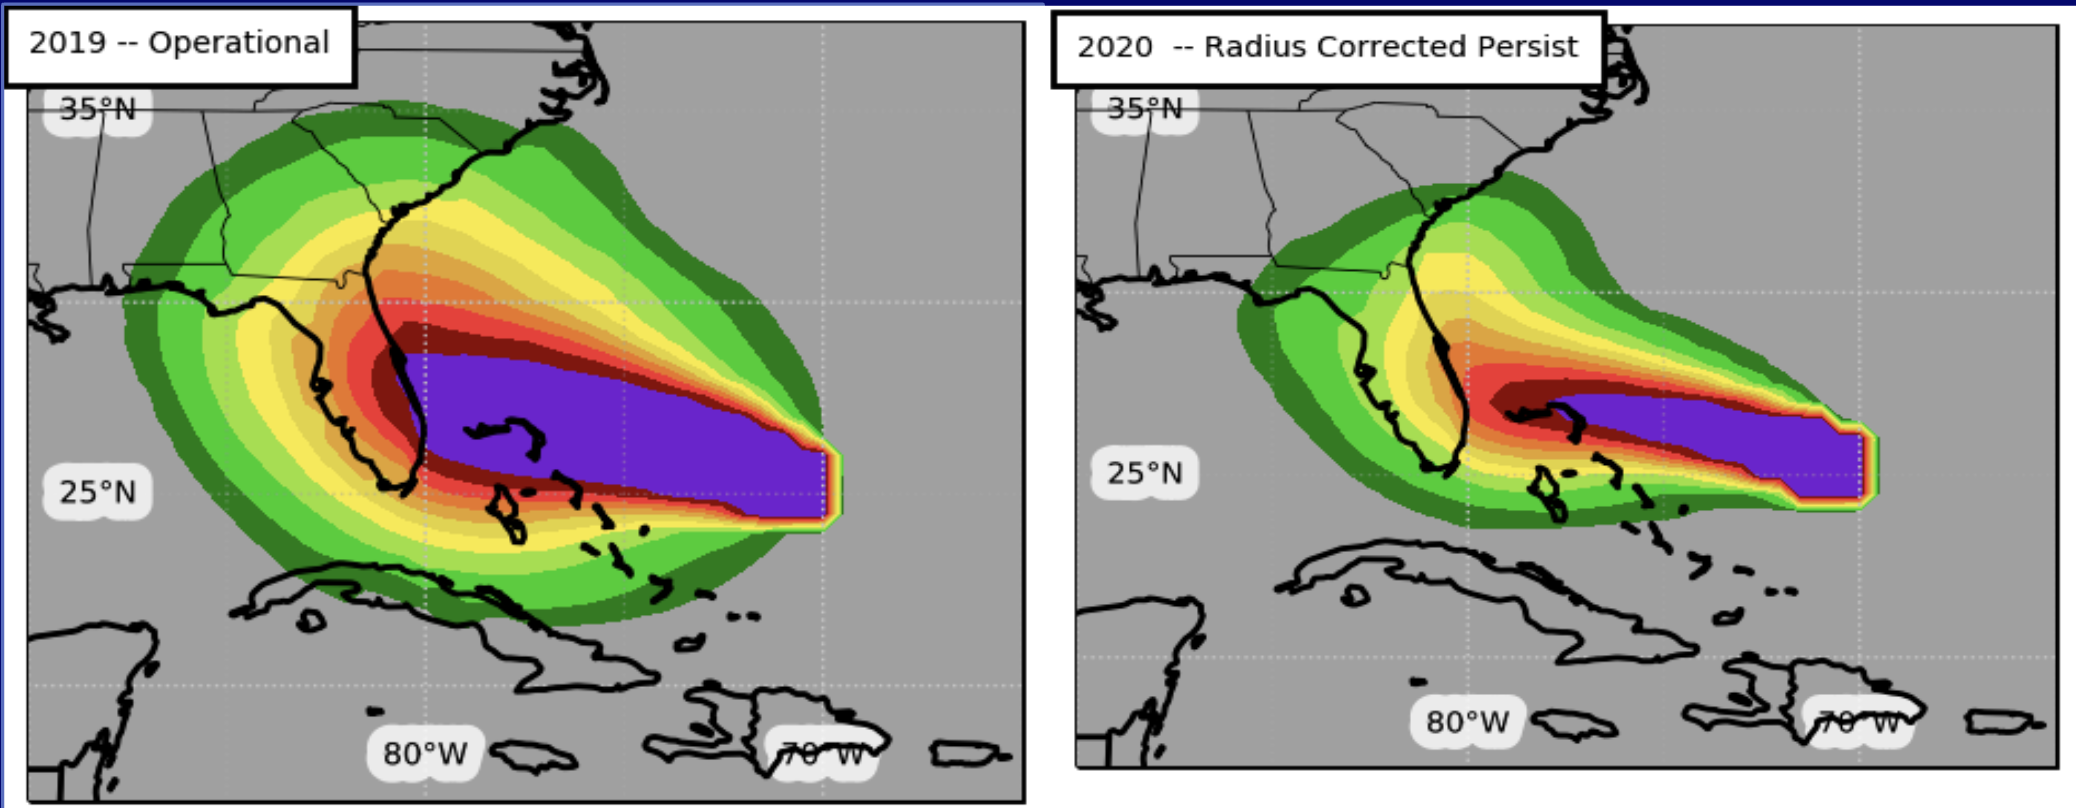 2019 -- Operational
35°N
25°N
80°W
70°W
2020 -- Radius Corrected Persist
35°N
25°N
80°W
70°W